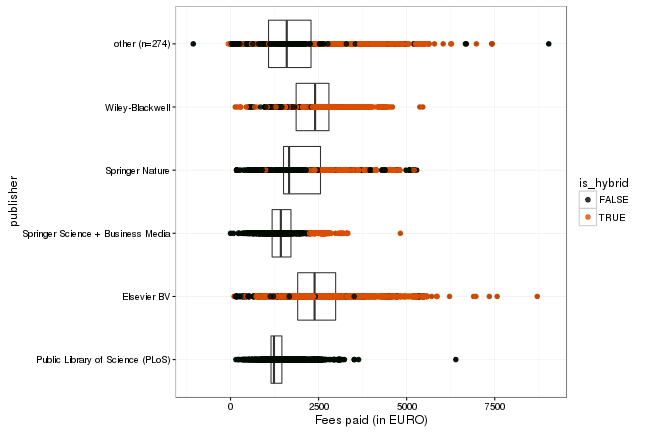 other (n=274)
Wiley-Blackwell
Springer Nature
Springer Science + Business Media
Elsevier BV
Public Library of Science (PLoS)
publisher
0 2500 5000 7500
Fees paid (in EURO)
is_hybrid
FALSE
TRUE